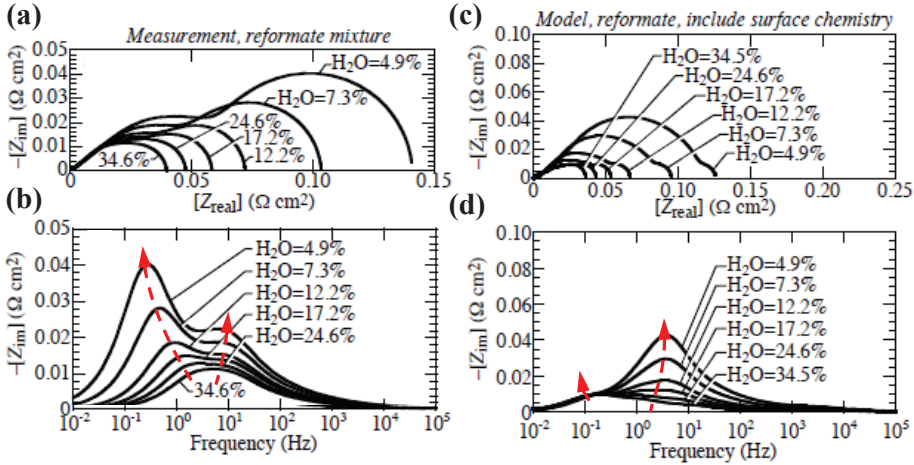 (a)
Measurement, reformate mixture
−[Zim] (Ω cm2)
0.05
0.04
0.03
0.02
0.01
0
H2O=4.9%
H2O=7.3%
34.6%
24.6%
17.2%
12.2%
0 0.05 0.10 0.15
[Zreal] (Ω cm2)
(b)
−[Zim] (Ω cm2)
0.05
0.04
0.03
0.02
0.01
0
H2O=4.9%
H2O=7.3%
H2O=12.2%
H2O=17.2%
H2O=24.6%
34.6%
10-2 10-1 100 101 102 103 104 105
Frequency (Hz)
(c)
Model, reformate, include surface chemistry
−[Zim] (Ω cm2)
0.10
0.08
0.06
0.04
0.02
0.00
H2O=34.5%
H2O=24.6%
H2O=17.2%
H2O=12.2%
H2O=7.3%
H2O=4.9%
0 0.05 0.10 0.15 0.20 0.25
[Zreal] (Ω cm2)
(d)
−[Zim] (Ω cm2)
0.10
0.08
0.06
0.04
0.02
0.00
H2O=4.9%
H2O=7.3%
H2O=12.2%
H2O=17.2%
H2O=24.6%
H2O=34.5%
10-2 10-1 100 101 102 103 104 105
Frequency (Hz)